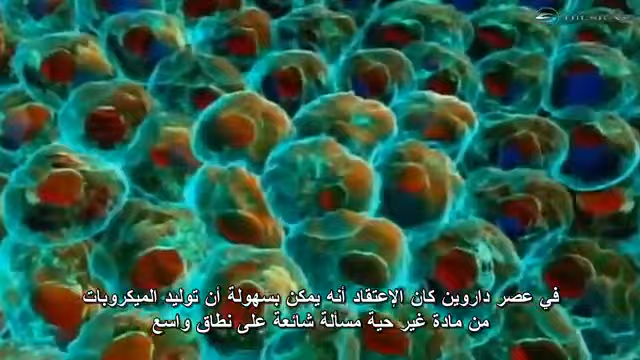 في عصر داروين كان الإعتقاد أنه يمكن بسهولة أن توليد الميكروبات
من مادة غير حية مسألة شائعة على نطاق واسع